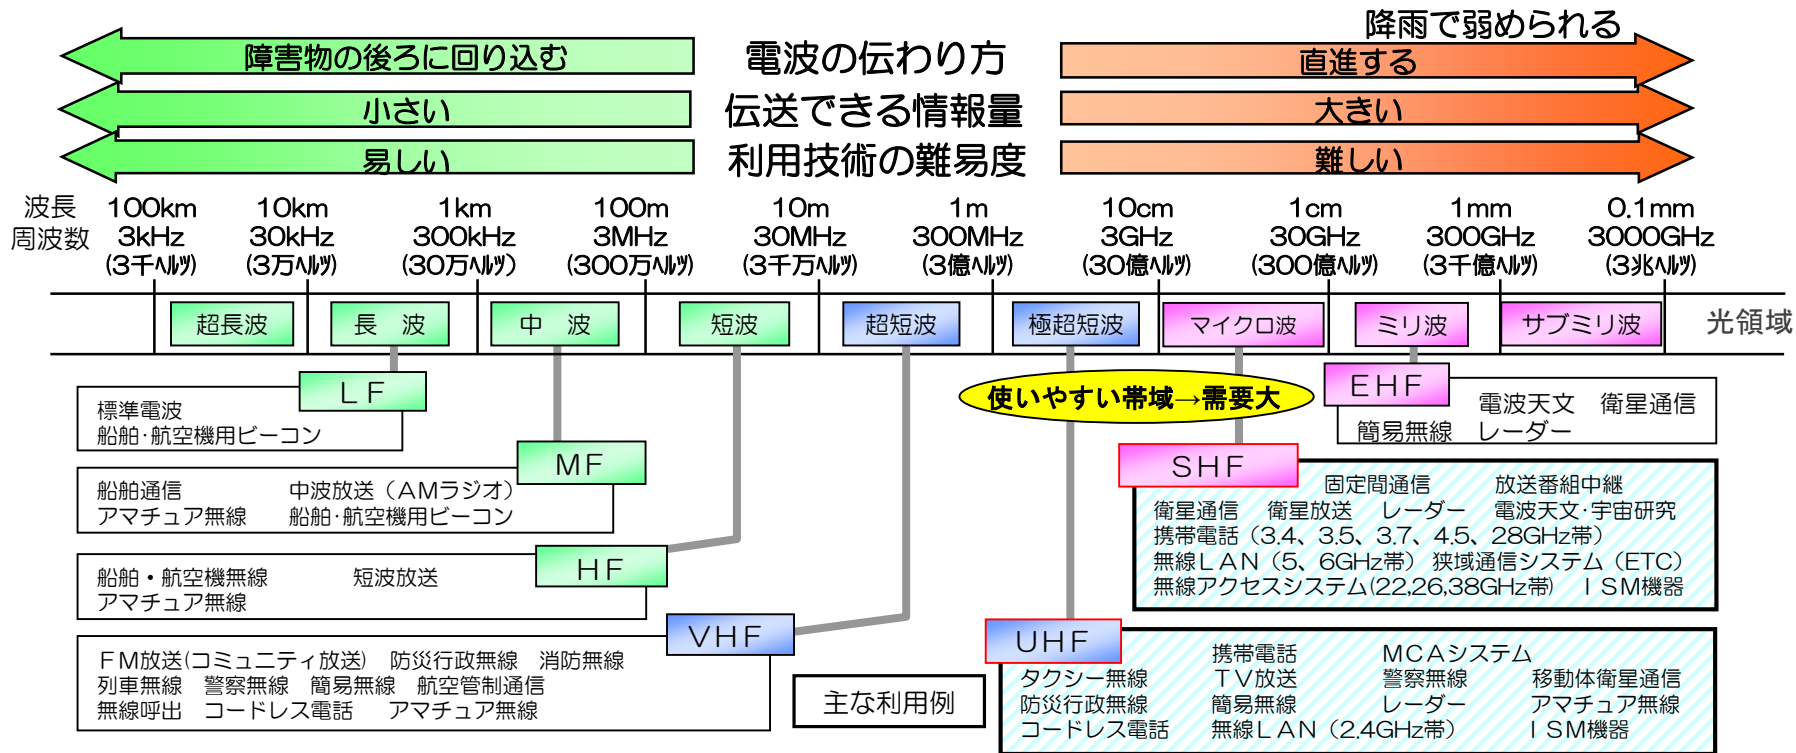 降雨で弱められる
障害物の後ろに回り込む 電波の伝わり方 直進する
小さい 伝送できる情報量 大きい
易しい 利用技術の難易度 難しい
波長 100km 10km 1km 100m 10m 1m 10cm 1cm 1mm 0.1mm
周波数 3kHz 30kHz 300kHz 3MHz 30MHz 300MHz 3GHz 30GHz 300GHz 3000GHz
(3千ﾍﾙﾂ) (3万ﾍﾙﾂ) (30万ﾍﾙﾂ) (300万ﾍﾙﾂ) (3千万ﾍﾙﾂ) (3億ﾍﾙﾂ) (30億ﾍﾙﾂ) (300億ﾍﾙﾂ) (3千億ﾍﾙﾂ) (3兆ﾍﾙﾂ)
超長波 長 波 中 波 短波 超短波 極超短波 マイクロ波 ミリ波 サブミリ波 光領域
使いやすい帯域→需要大
ＬＦ
標準電波
船舶･航空機用ビーコン
ＭＦ
船舶通信 中波放送（ＡＭラジオ）
アマチュア無線 船舶･航空機用ビーコン
ＨＦ
船舶・航空機無線 短波放送
アマチュア無線
ＶＨＦ
ＦＭ放送(コミュニティ放送) 防災行政無線 消防無線
列車無線 警察無線 簡易無線 航空管制通信
無線呼出 コードレス電話 アマチュア無線
主な利用例
ＥＨＦ
電波天文 衛星通信
簡易無線 レーダー
ＳＨＦ
固定間通信 放送番組中継
衛星通信 衛星放送 レーダー 電波天文･宇宙研究
携帯電話（3.4、3.5、3.7、4.5、28GHz帯）
無線ＬＡＮ（5、6GHz帯） 狭域通信システム（ETC）
無線アクセスシステム(22,26,38GHz帯) ＩＳＭ機器
ＵＨＦ
携帯電話 ＭＣＡシステム
タクシー無線 ＴＶ放送 警察無線 移動体衛星通信
防災行政無線 簡易無線 レーダー アマチュア無線
コードレス電話 無線ＬＡＮ（2.4GHz帯） ＩＳＭ機器